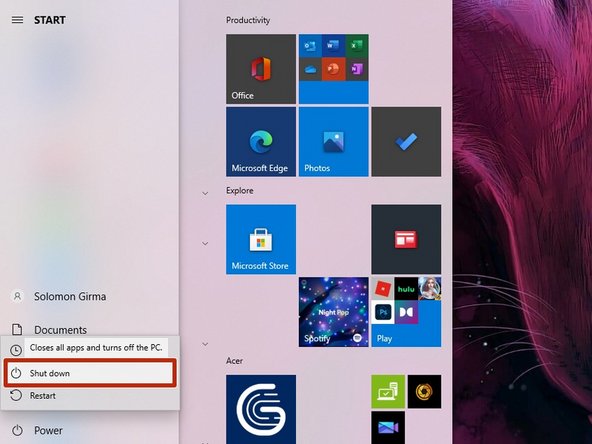 START
Productivity
Office
Microsoft Edge
Photos
Explore
Microsoft Store
Night Pop
Spotify
hulu
Ps
Play
Solomon Girma
Documents
Closes all apps and turns off the PC.
Shut down
Restart
Power
Acer